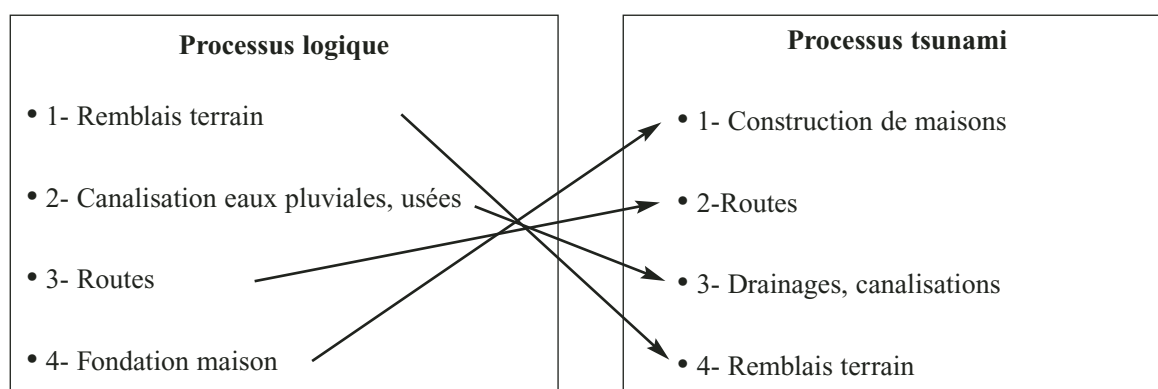 Processus logique
• 1- Remblais terrain
• 2- Canalisation eaux pluviales, usées
• 3- Routes
• 4- Fondation maison
Processus tsunami
• 1- Construction de maisons
• 2-Routes
• 3- Drainages, canalisations
• 4- Remblais terrain